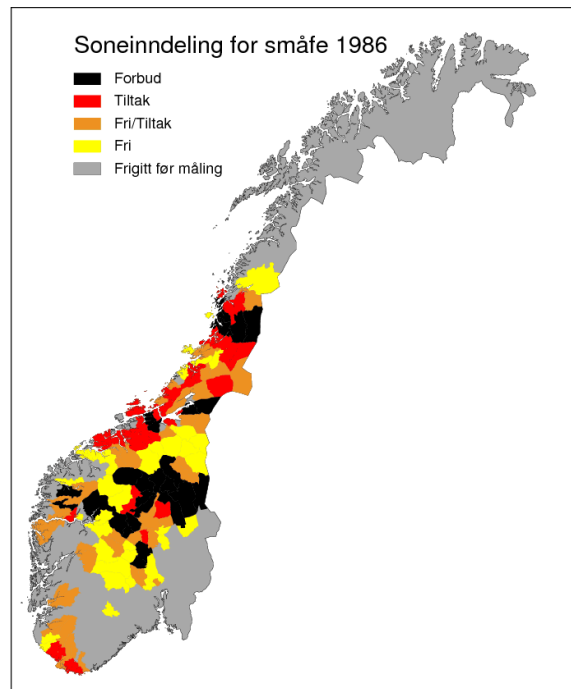 Soneinndeling for småfe 1986
Forbud
Tiltak
Fri/Tiltak
Fri
Frigitt før måling